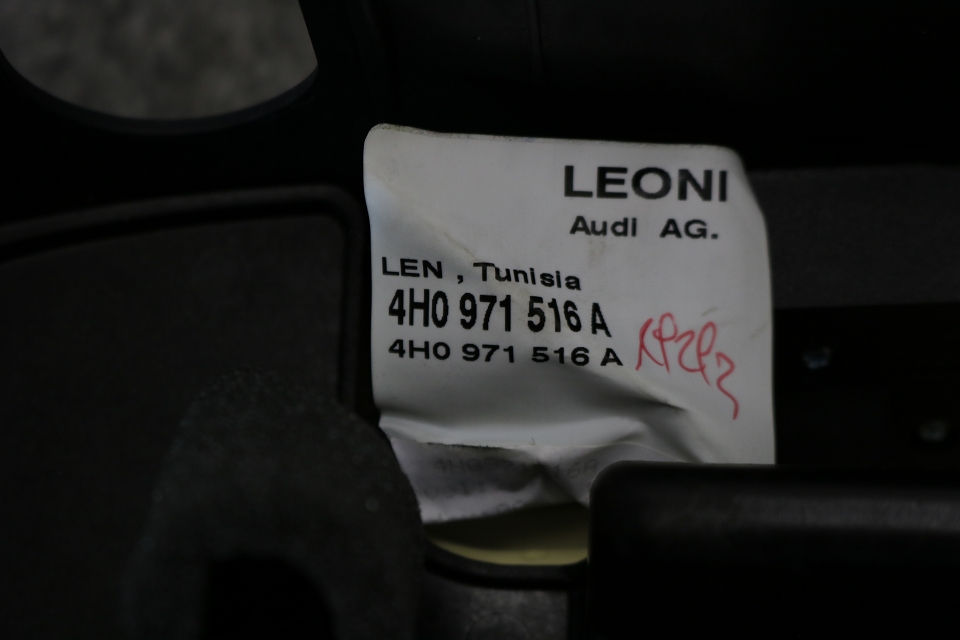 LEONI
Audi AG.
LEN , Tunisia
4H0 971 516 A
4H0 971 516 A